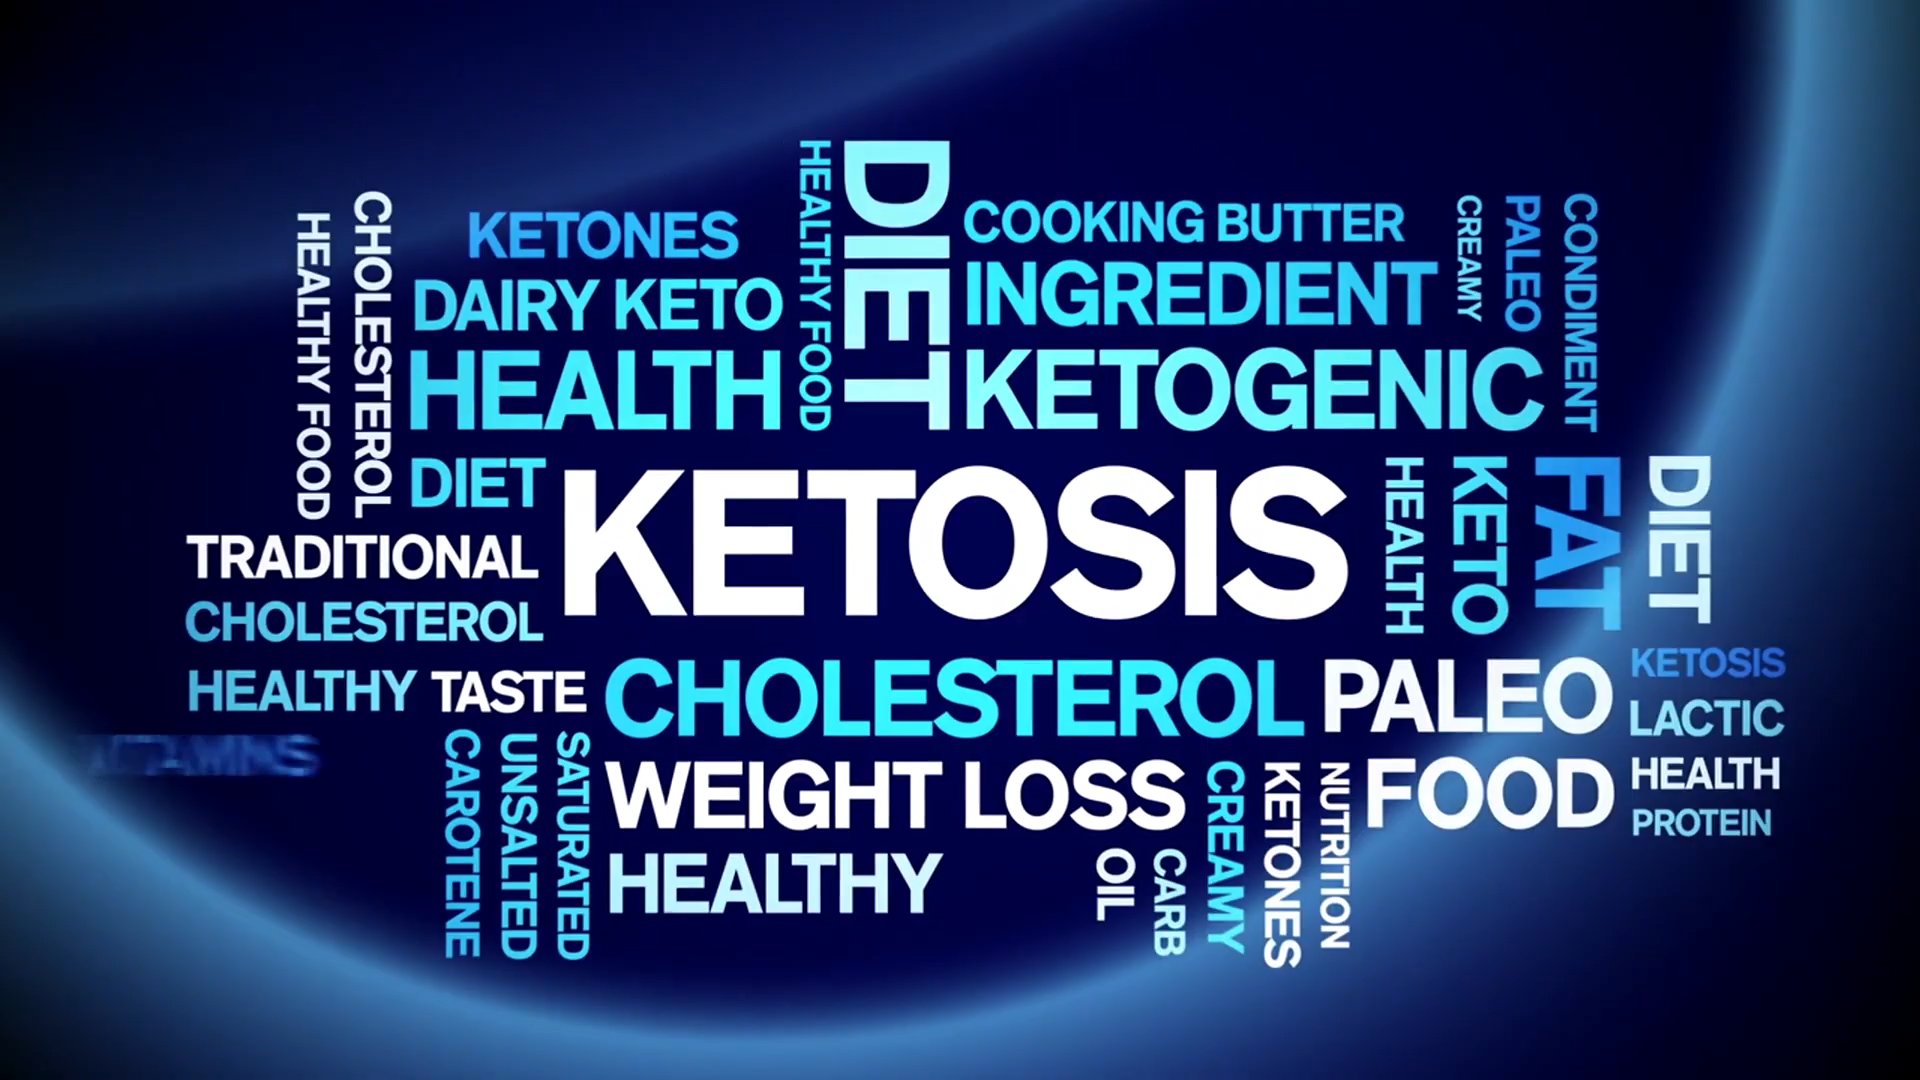 HEALTHY FOOD
CHOLESTEROL
KETONES
DAIRY KETO
HEALTH
HEALTHY FOOD
DIET
COOKING BUTTER
INGREDIENT
KETOGENIC
CREAMY
PALEO
CONDIMENT
DIET
KETOSIS
HEALTH
KETO
FAT
DIET
TRADITIONAL
CHOLESTEROL
HEALTHY
TASTE
CHOLESTEROL
PALEO
KETOSIS
LACTIC
HEALTH
PROTEIN
CAROTENE
UNSALTED
SATURATED
WEIGHT LOSS
HEALTHY
OIL
CARB
CREAMY
KETONES
NUTRITION
FOOD